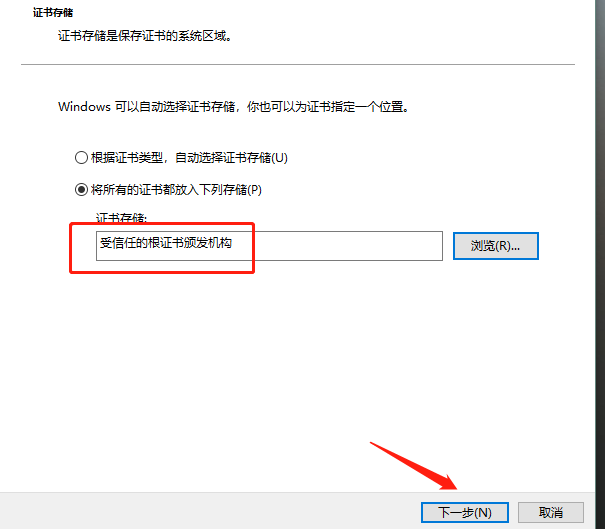 证书存储
证书存储是保存证书的系统区域。
Windows 可以自动选择证书存储，你也可以为证书指定一个位置。
根据证书类型，自动选择证书存储(U)
将所有的证书都放入下列存储(P)
证书存储:
受信任的根证书颁发机构
浏览(R)...
下一步(N)
取消